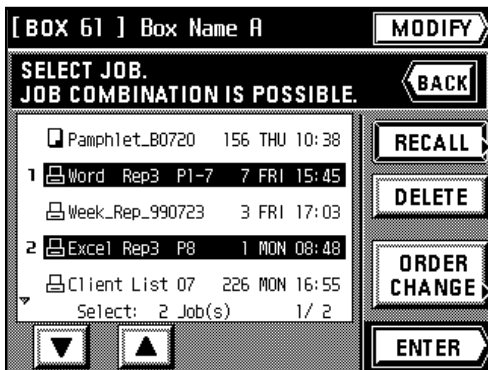 [ BOX 61 ] Box Name A
MODIFY
SELECT JOB.
JOB COMBINATION IS POSSIBLE.
BACK
Pamphlet_B0720 156 THU 10:38
1 Word Rep3 P1-7 7 FRI 15:45
Week_Rep_990723 3 FRI 17:03
2 Excel Rep3 P8 1 MON 08:48
Client List 07 226 MON 16:55
Select: 2 Job(s) 1/ 2
RECALL
DELETE
ORDER
CHANGE
ENTER